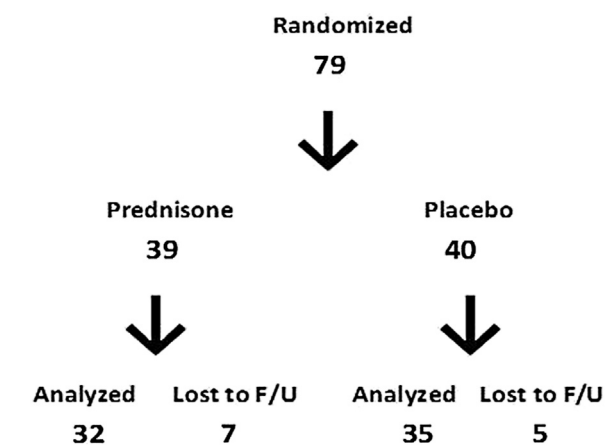 Randomized
79
Prednisone Placebo
39 40
Analyzed Lost to F/U Analyzed Lost to F/U
32 7 35 5